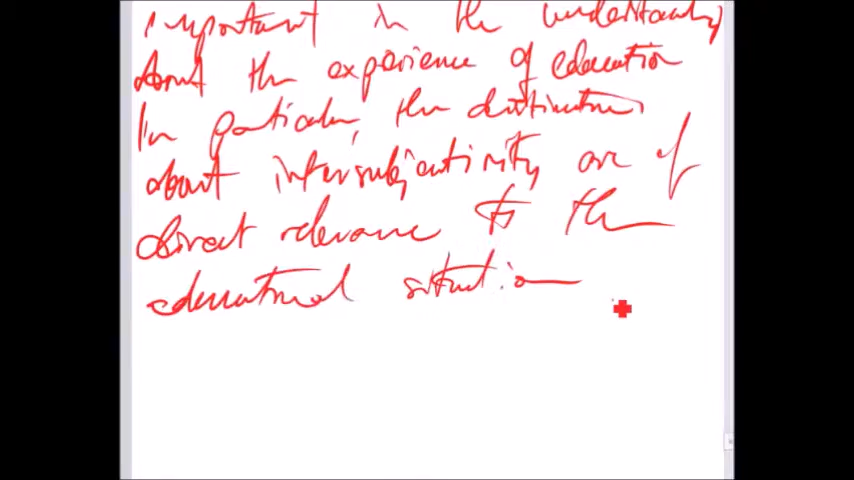 important in the understanding
about the experience of education
In particular, the distinctions
about intersubjectivity are of
direct relevance to the
educational situation